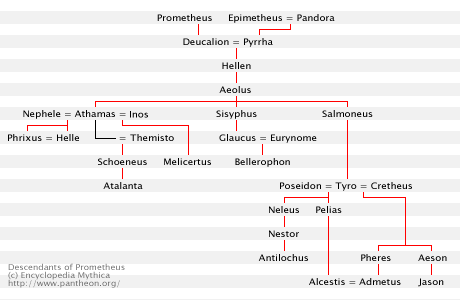 Prometheus Epimetheus = Pandora
Deucalion = Pyrrha
Hellen
Aeolus
Nephele = Athamas = Inos Sisyphus Salmoneus
Phrixus = Helle = Themisto Glaucus = Eurynome
Schoeneus Melicertus Bellerophon
Atalanta Poseidon = Tyro = Cretheus
Neleus Pelias
Nestor
Antilochus Pheres Aeson
Alcestis = Admetus Jason
Descendants of Prometheus
(c) Encyclopedia Mythica
http://www.pantheon.org/